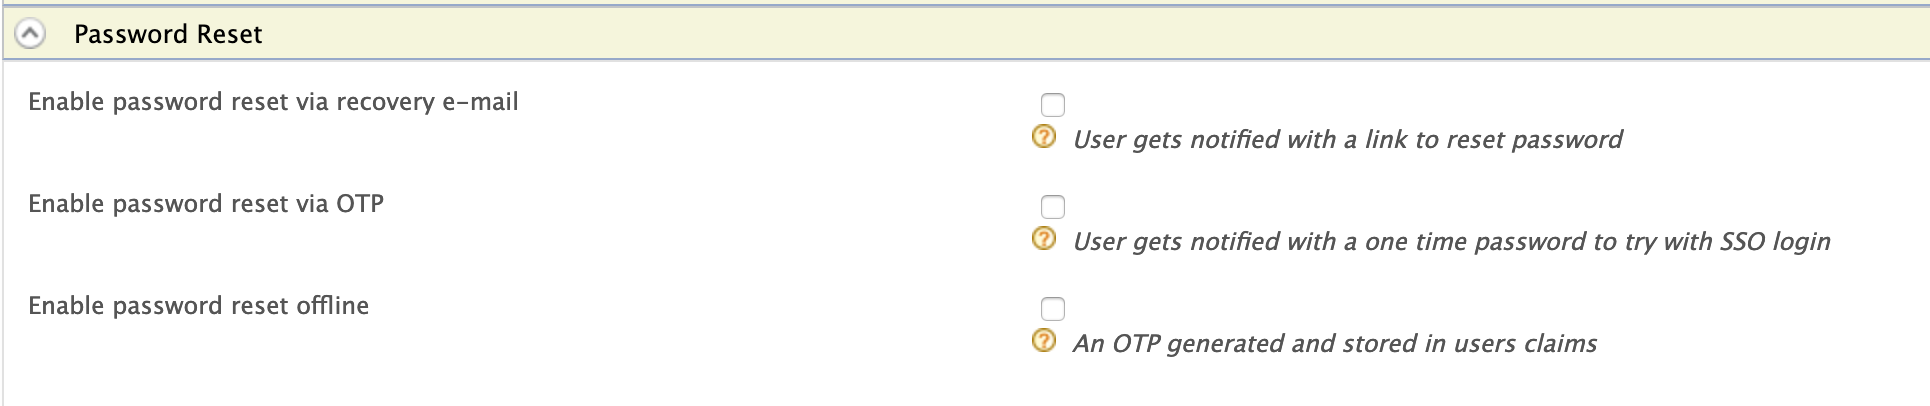 Password Reset
Enable password reset via recovery e-mail
User gets notified with a link to reset password
Enable password reset via OTP
User gets notified with a one time password to try with SSO login
Enable password reset offline
An OTP generated and stored in users claims